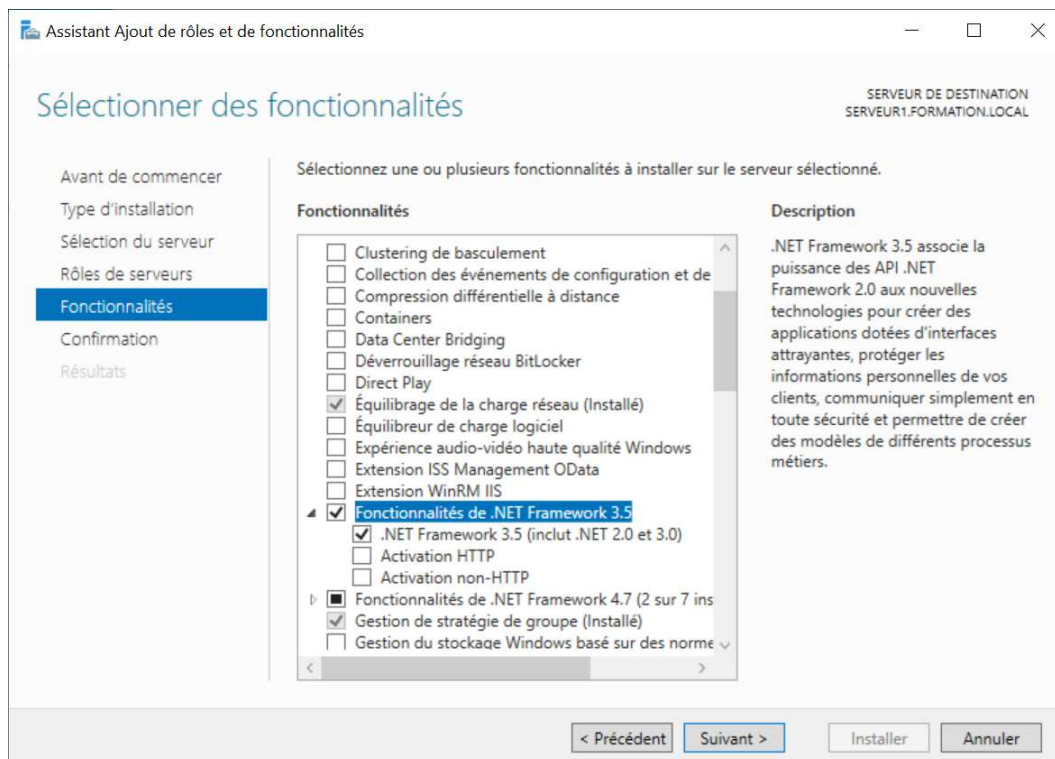 Assistant Ajout de rôles et de fonctionnalités
Sélectionner des fonctionnalités
SERVEUR DE DESTINATION
SERVEUR1.FORMATION.LOCAL
Avant de commencer
Type d'installation
Sélection du serveur
Rôles de serveurs
Fonctionnalités
Confirmation
Résultats
Sélectionnez une ou plusieurs fonctionnalités à installer sur le serveur sélectionné.
Fonctionnalités
Clustering de basculement
Collection des événements de configuration et de
Compression différentielle à distance
Containers
Data Center Bridging
Déverrouillage réseau BitLocker
Direct Play
Équilibrage de la charge réseau (Installé)
Équilibreur de charge logiciel
Expérience audio-vidéo haute qualité Windows
Extension ISS Management OData
Extension WinRM IIS
Fonctionnalités de .NET Framework 3.5
.NET Framework 3.5 (inclut .NET 2.0 et 3.0)
Activation HTTP
Activation non-HTTP
Fonctionnalités de .NET Framework 4.7 (2 sur 7 ins
Gestion de stratégie de groupe (Installé)
Gestion du stockage Windows basé sur des norme
Description
.NET Framework 3.5 associe la
puissance des API .NET
Framework 2.0 aux nouvelles
technologies pour créer des
applications dotées d'interfaces
attrayantes, protéger les
informations personnelles de vos
clients, communiquer simplement en
toute sécurité et permettre de créer
des modèles de différents processus
métiers.
< Précédent
Suivant >
Installer
Annuler